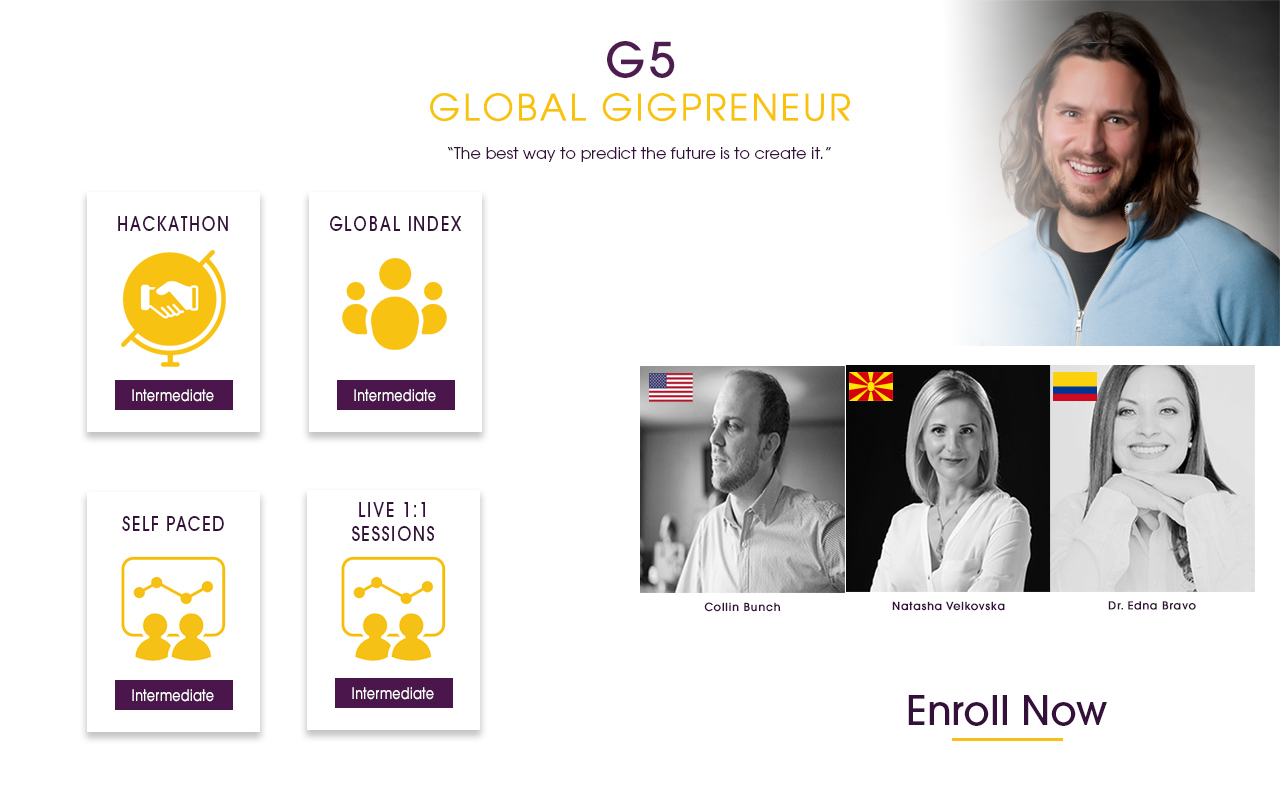 G5
GLOBAL GIGPRENEUR
“The best way to predict the future is to create it.”
HACKATHON
Intermediate
GLOBAL INDEX
Intermediate
SELF PACED
Intermediate
LIVE 1:1
SESSIONS
Intermediate
Collin Bunch
Natasha Velkovska
Dr. Edna Bravo
Enroll Now